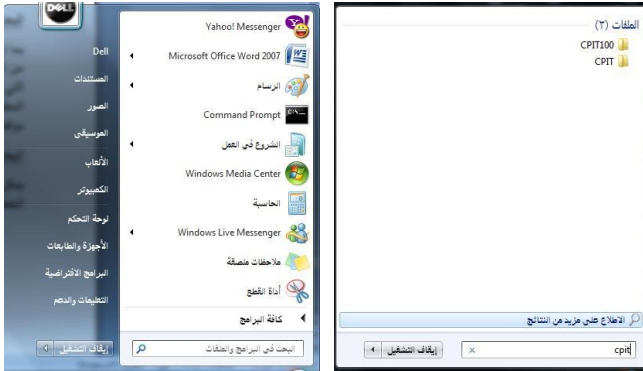 DELL
Yahoo! Messenger
Microsoft Office Word 2007
الرسام
Command Prompt
الشروع في العمل
Windows Media Center
الحاسبة
Windows Live Messenger
ملاحظات ملصقة
أداة القطع
كافة البرامج
البحث في البرامج والملفات
Dell
المستندات
الصور
الموسيقى
الألعاب
الكمبيوتر
لوحة التحكم
الأجهزة والطابعات
البرامج الافتراضية
التعليمات والدعم
إيقاف التشغيل
الملفات (٢)
CPIT100
CPIT
الاطلاع على مزيد من النتائج
cpit
إيقاف التشغيل